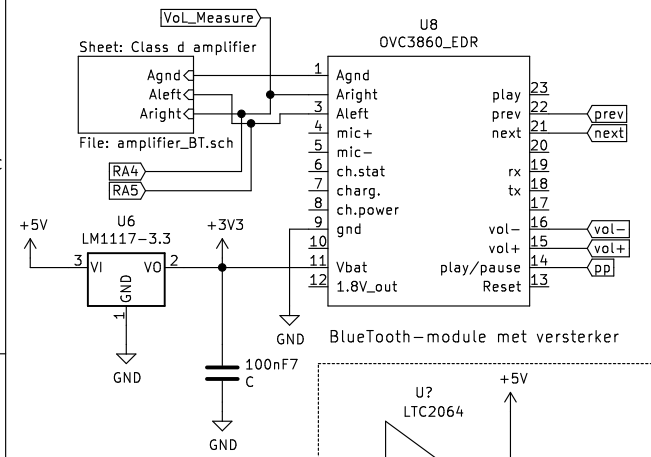 VoL_Measure
U8
OVC3860_EDR
Sheet: Class d amplifier
Agnd
Aleft
Aright
File: amplifier_BT.sch
RA4
RA5
1 Agnd
2 Aright
3 Aleft
4 mic+
5 mic-
6 ch.stat
7 charg.
8 ch.power
9 gnd
10
11 Vbat
12 1.8V_out
play 23
prev 22 prev
next 21 next
20
rx 19
tx 18
17
vol- 16 vol-
vol+ 15 vol+
play/pause 14 pp
Reset 13
+5V
U6
LM1117-3.3
3 VI
VO 2
GND
1
GND
+3V3
GND
100nF7
C
GND
BlueTooth-module met versterker
U?
LTC2064
+5V